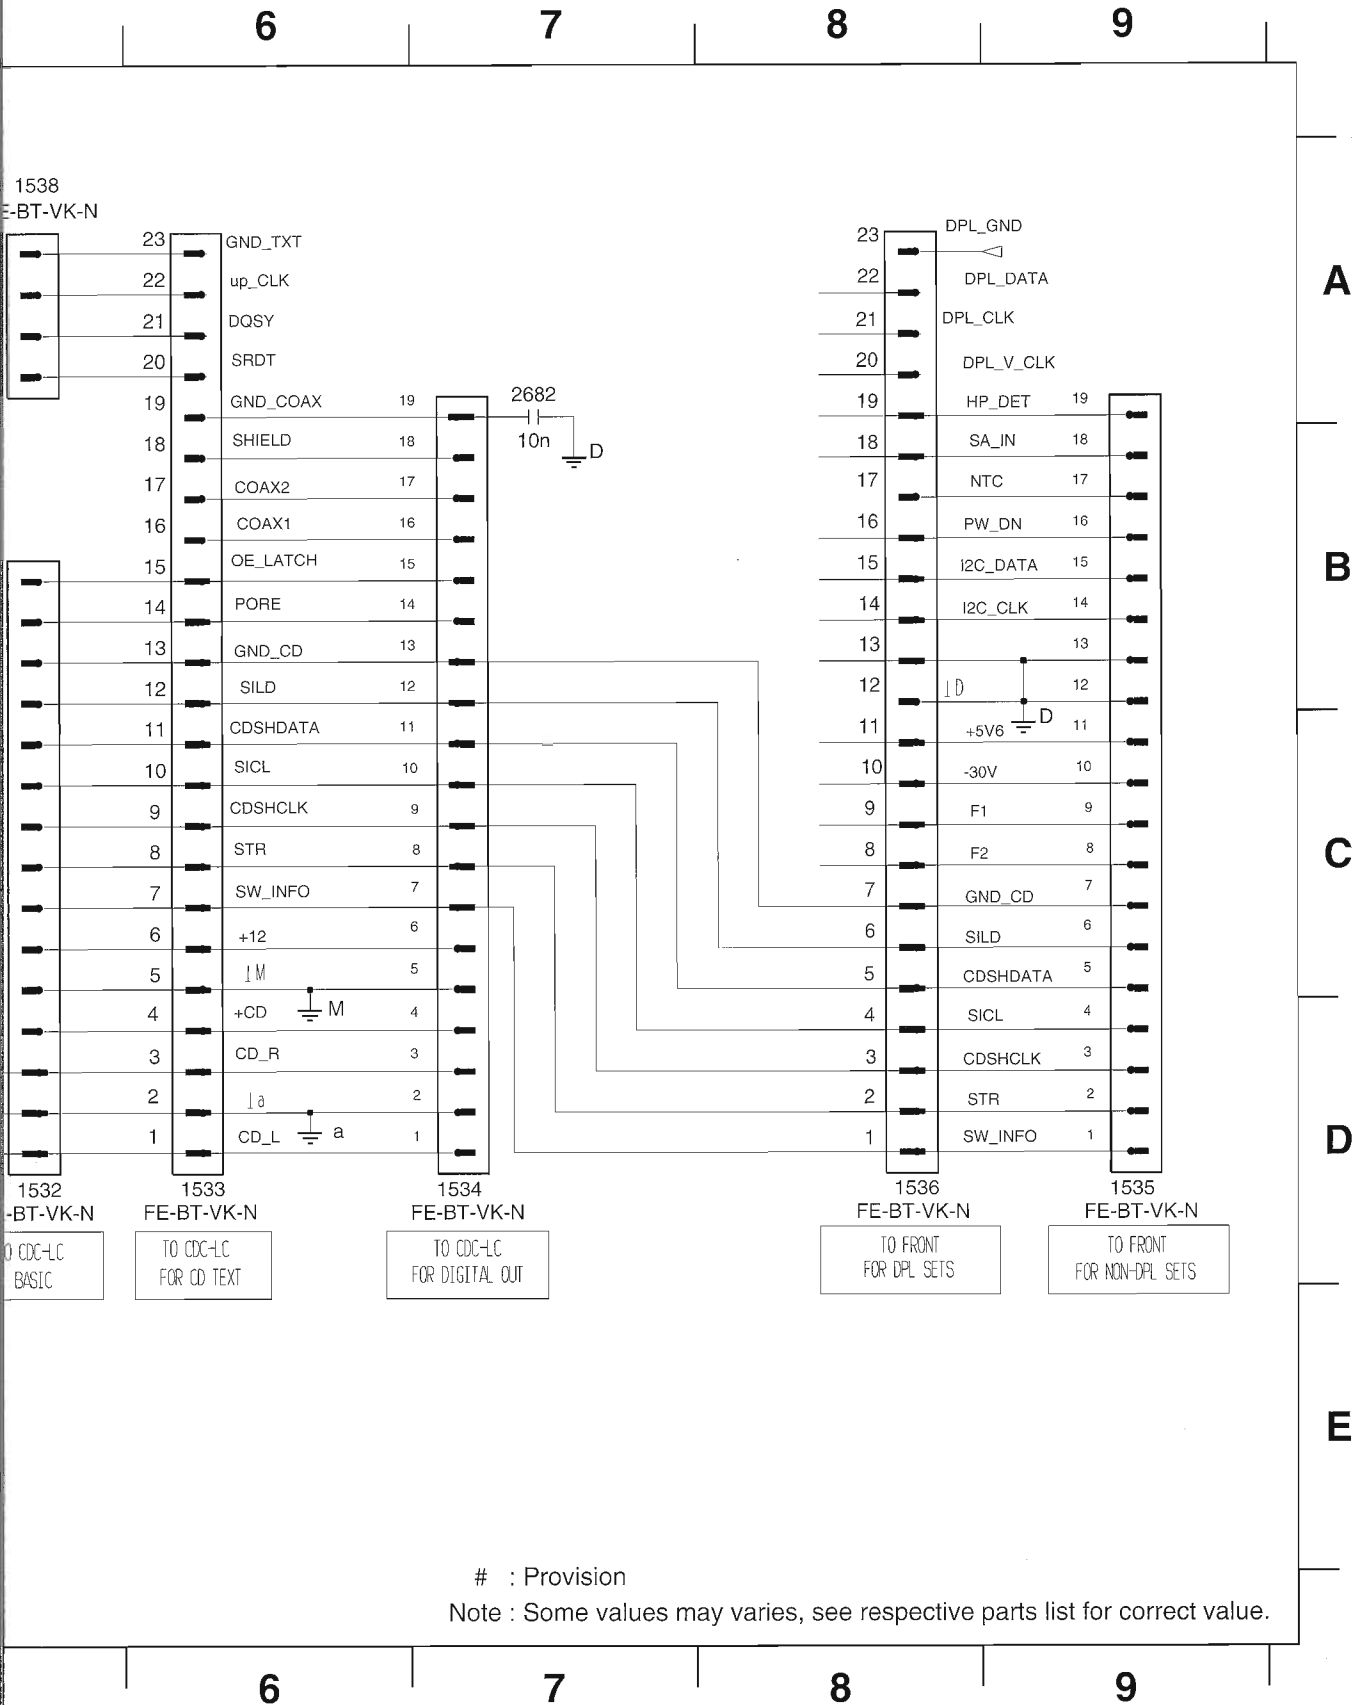 6 7 8 9
1538
E-BT-VK-N
A
B
C
D
E
23 GND_TXT
22 up_CLK
21 DQSY
20 SRDT
19 GND_COAX 19
18 SHIELD 18
17 COAX2 17
16 COAX1 16
15 OE_LATCH 15
14 PORE 14
13 GND_CD 13
12 SILD 12
11 CDSHDATA 11
10 SICL 10
9 CDSHCLK 9
8 STR 8
7 SW_INFO 7
6 +12 6
5 M 5
M
4 +CD 4
3 CD_R 3
2 a 2
a
1 CD_L 1
2682
10n
D
23 DPL_GND
22 DPL_DATA
21 DPL_CLK
20 DPL_V_CLK
19 HP_DET 19
18 SA_IN 18
17 NTC 17
16 PW_DN 16
15 I2C_DATA 15
14 I2C_CLK 14
13 13
12 D 12
D
11 +5V6 11
10 -30V 10
9 F1 9
8 F2 8
7 GND_CD 7
6 SILD 6
5 CDSHDATA 5
4 SICL 4
3 CDSHCLK 3
2 STR 2
1 SW_INFO 1
1532
-BT-VK-N
O CDC-LC
BASIC
1533
FE-BT-VK-N
TO CDC-LC
FOR CD TEXT
1534
FE-BT-VK-N
TO CDC-LC
FOR DIGITAL OUT
1536
FE-BT-VK-N
TO FRONT
FOR DPL SETS
1535
FE-BT-VK-N
TO FRONT
FOR NON-DPL SETS
# : Provision
Note : Some values may varies, see respective parts list for correct value.
6 7 8 9